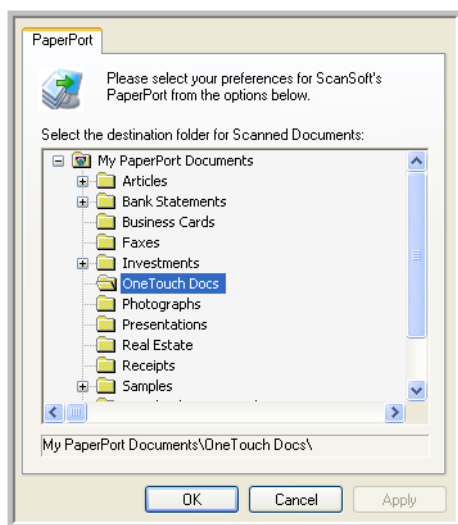 PaperPort
Please select your preferences for ScanSoft's
PaperPort from the options below.
Select the destination folder for Scanned Documents:
My PaperPort Documents
Articles
Bank Statements
Business Cards
Faxes
Investments
OneTouch Docs
Photographs
Presentations
Real Estate
Receipts
Samples
My PaperPort Documents\OneTouch Docs\
OK Cancel Apply